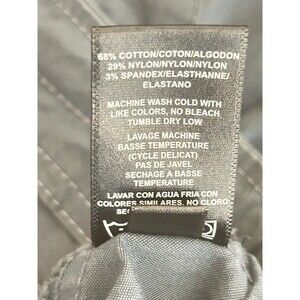 68% COTTON/COTON/ALGODON
29% NYLON/NYLON/NYLON
3% SPANDEX/ELASTHANNE/
ELASTANO
MACHINE WASH COLD WITH
LIKE COLORS, NO BLEACH
TUMBLE DRY LOW
LAVAGE MACHINE
BASSE TEMPERATURE
(CYCLE DELICAT)
PAS DE JAVEL
SECHAGE A BASSE
TEMPERATURE
LAVAR CON AGUA FRIA CON
COLORES SIMILARES. NO CLORO